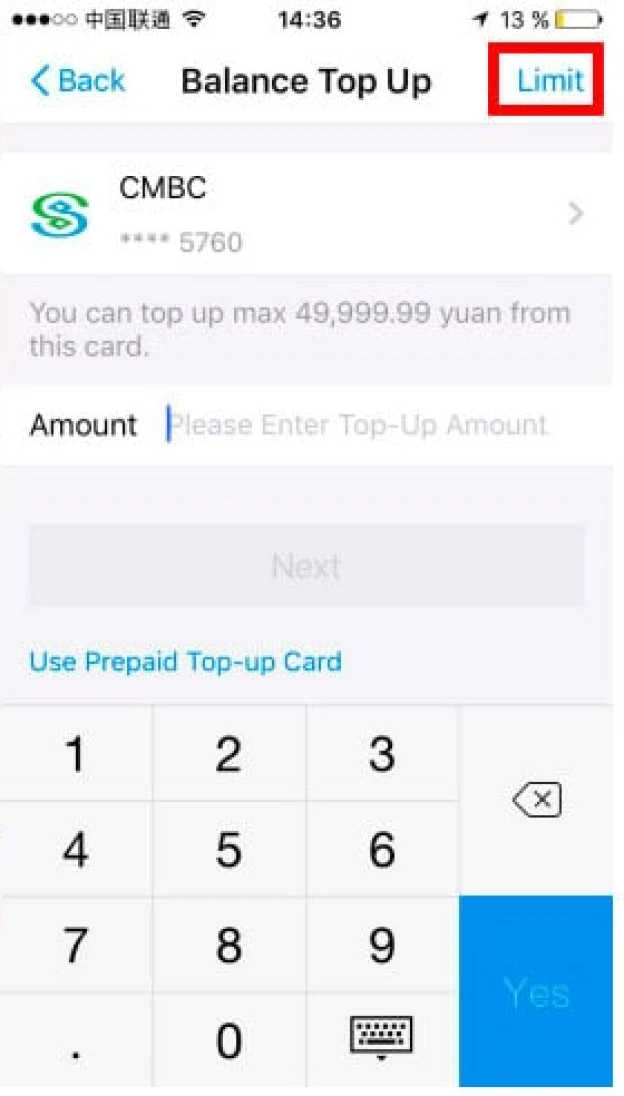 中国联通 14:36 13 %
Back Balance Top Up Limit
CMBC
**** 5760
You can top up max 49,999.99 yuan from
this card.
Amount Please Enter Top-Up Amount
Next
Use Prepaid Top-up Card
1 2 3
4 5 6
7 8 9
Yes
. 0